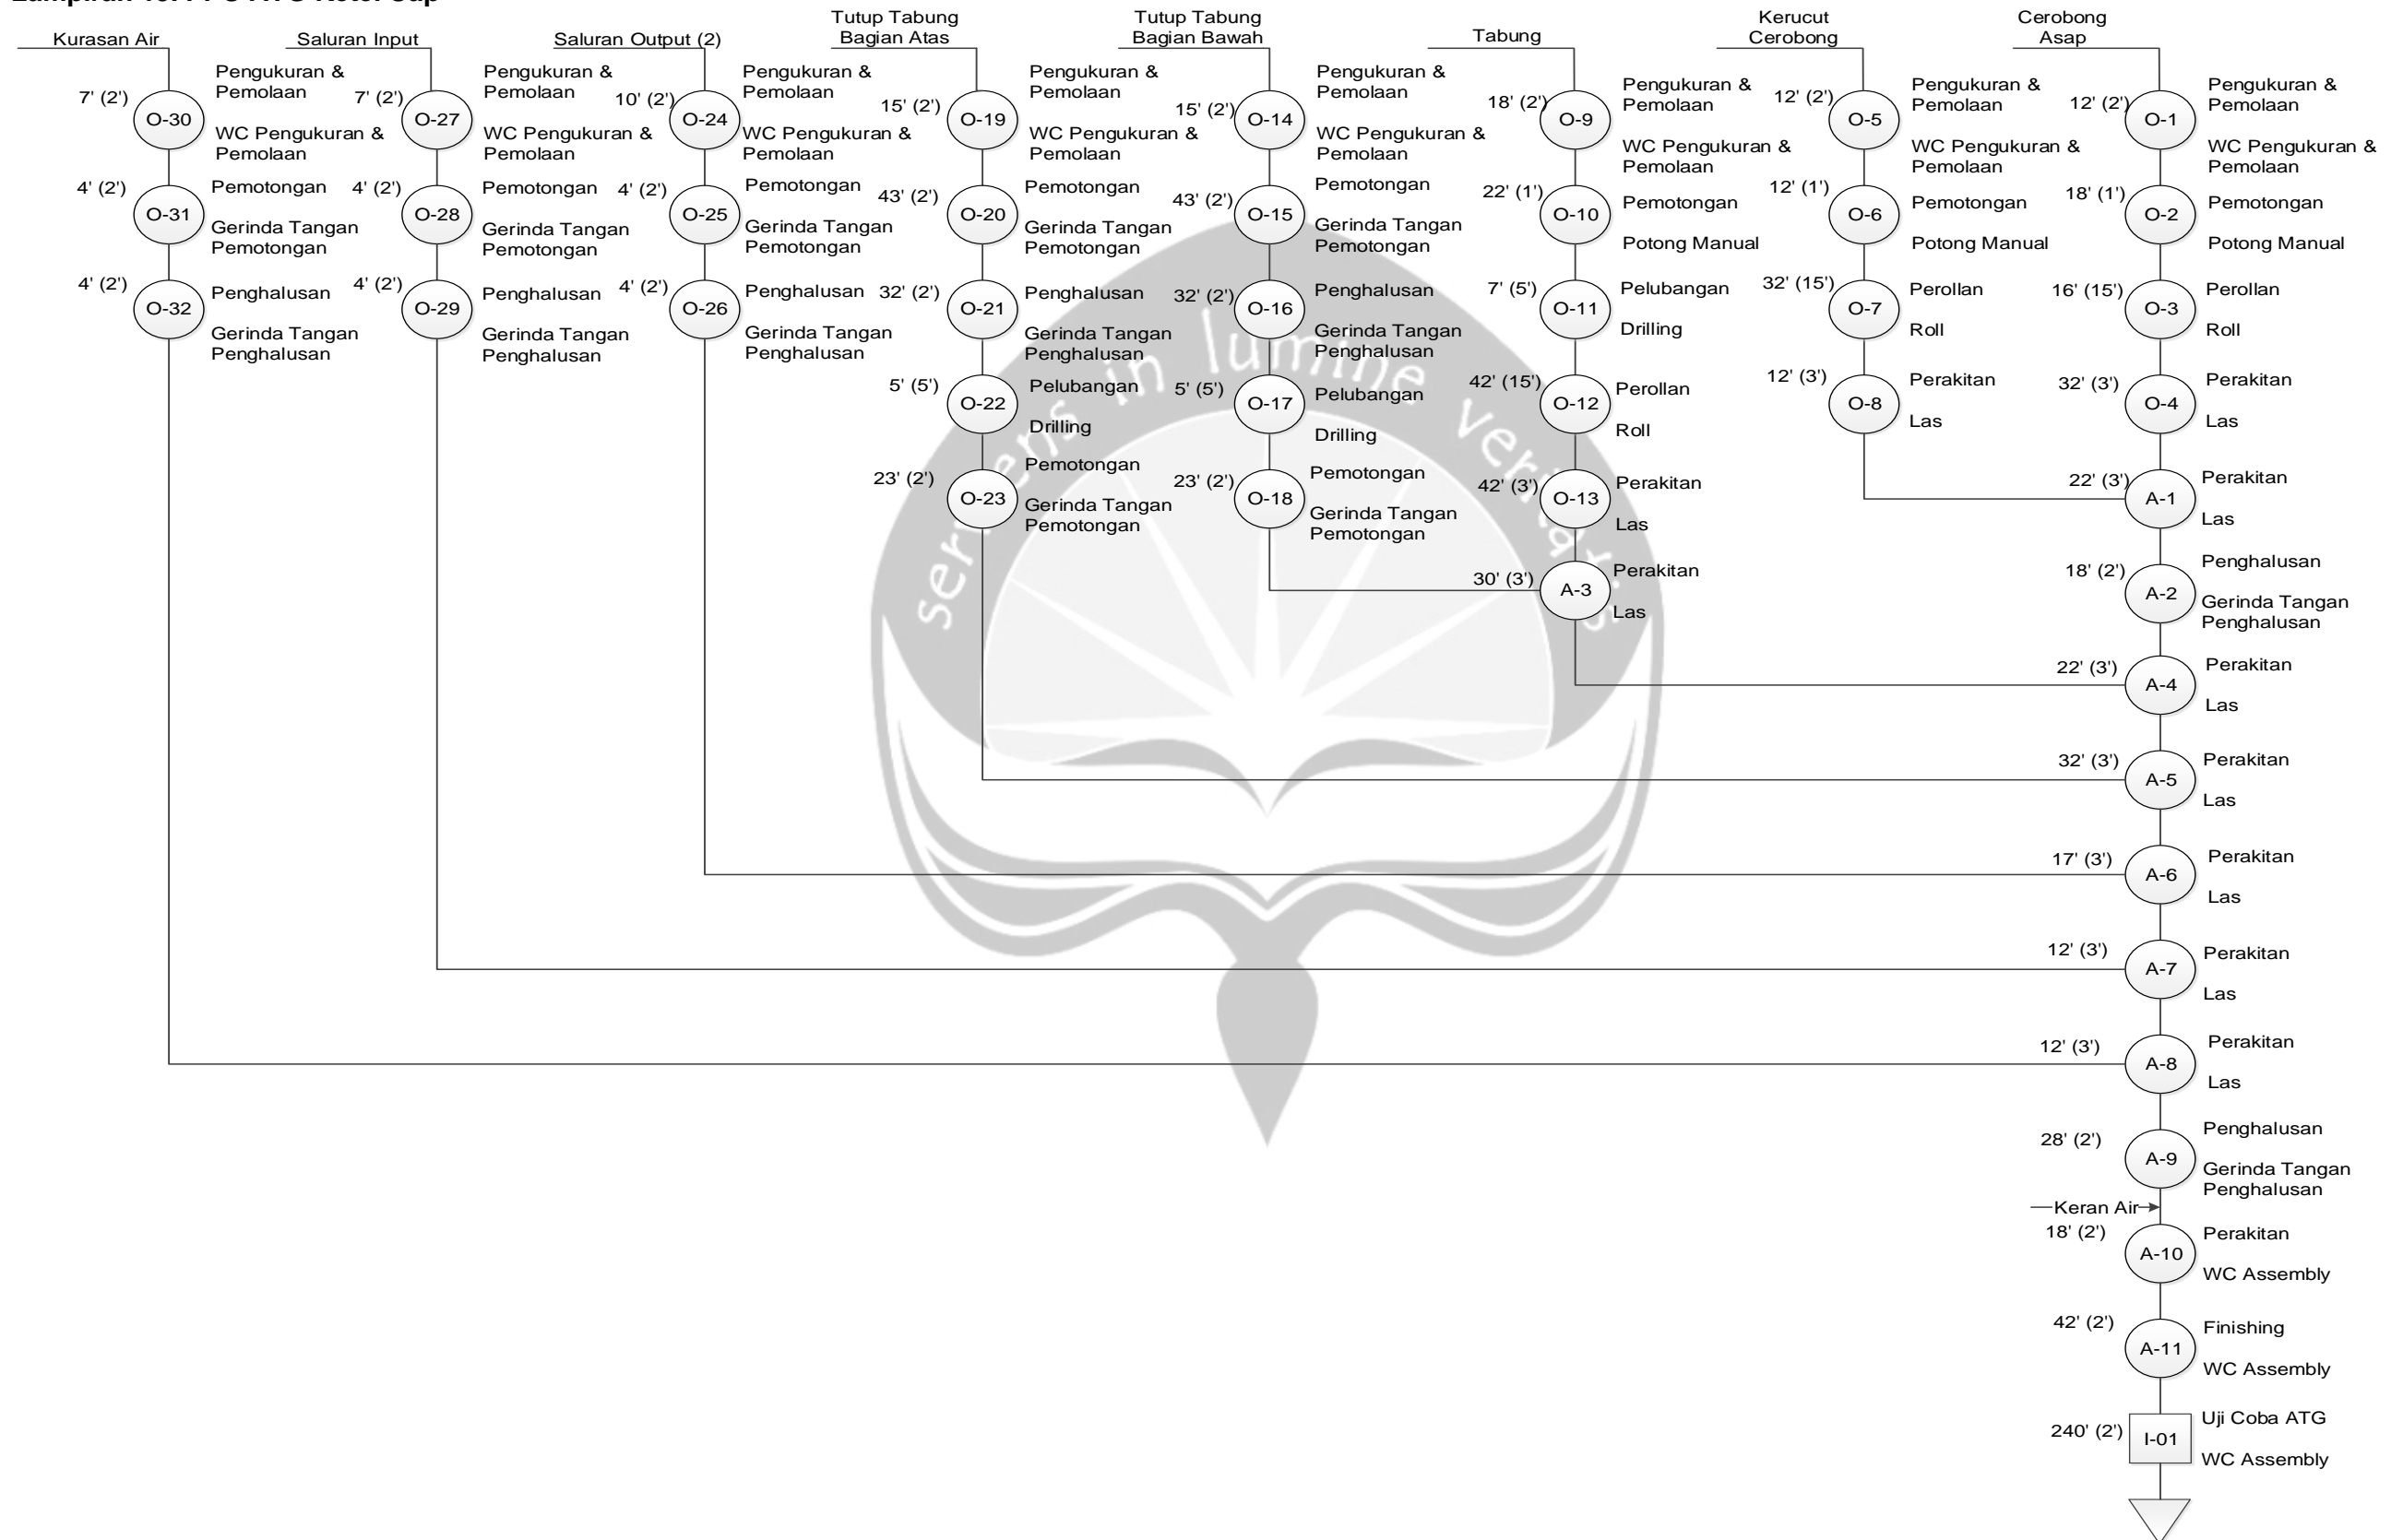 Lampiran Ketel Uap
Kurasan Air
7' (2')
O-30
Pengukuran &
Pemolaan
WC Pengukuran &
Pemolaan
4' (2')
O-31
Pemotongan
Gerinda Tangan
Pemotongan
4' (2')
O-32
Penghalusan
Gerinda Tangan
Penghalusan
Saluran Input
7' (2')
O-27
Pengukuran &
Pemolaan
WC Pengukuran &
Pemolaan
4' (2')
O-28
Pemotongan
Gerinda Tangan
Pemotongan
4' (2')
O-29
Penghalusan
Gerinda Tangan
Penghalusan
Saluran Output (2)
10' (2')
O-24
Pengukuran &
Pemolaan
WC Pengukuran &
Pemolaan
4' (2')
O-25
Pemotongan
Gerinda Tangan
Pemotongan
4' (2')
O-26
Penghalusan
Gerinda Tangan
Penghalusan
Tutup Tabung
Bagian Atas
15' (2')
O-19
Pengukuran &
Pemolaan
WC Pengukuran &
Pemolaan
43' (2')
O-20
Pemotongan
Gerinda Tangan
Pemotongan
32' (2')
O-21
Penghalusan
Gerinda Tangan
Penghalusan
5' (5')
O-22
Pelubangan
Drilling
23' (2')
O-23
Pemotongan
Gerinda Tangan
Pemotongan
Tutup Tabung
Bagian Bawah
15' (2')
O-14
Pengukuran &
Pemolaan
WC Pengukuran &
Pemolaan
43' (2')
O-15
Pemotongan
Gerinda Tangan
Pemotongan
32' (2')
O-16
Penghalusan
Gerinda Tangan
Penghalusan
5' (5')
O-17
Pelubangan
Drilling
23' (2')
O-18
Pemotongan
Gerinda Tangan
Pemotongan
Tabung
18' (2')
O-9
Pengukuran &
Pemolaan
WC Pengukuran &
Pemolaan
22' (1')
O-10
Pemotongan
Potong Manual
7' (5')
O-11
Pelubangan
Drilling
42' (15')
O-12
Perollan
Roll
42' (3')
O-13
Perakitan
Las
30' (3')
A-3
Perakitan
Las
Kerucut
Cerobong
12' (2')
O-5
Pengukuran &
Pemolaan
WC Pengukuran &
Pemolaan
12' (1')
O-6
Pemotongan
Potong Manual
32' (15')
O-7
Perollan
Roll
12' (3')
O-8
Perakitan
Las
Cerobong
Asap
12' (2')
O-1
Pengukuran &
Pemolaan
WC Pengukuran &
Pemolaan
18' (1')
O-2
Pemotongan
Potong Manual
16' (15')
O-3
Perollan
Roll
32' (3')
O-4
Perakitan
Las
22' (3')
A-1
Perakitan
Las
18' (2')
A-2
Penghalusan
Gerinda Tangan
Penghalusan
22' (3')
A-4
Perakitan
Las
32' (3')
A-5
Perakitan
Las
17' (3')
A-6
Perakitan
Las
12' (3')
A-7
Perakitan
Las
12' (3')
A-8
Perakitan
Las
28' (2')
A-9
Penghalusan
Gerinda Tangan
Penghalusan
Keran Air
18' (2')
A-10
Perakitan
WC Assembly
42' (2')
A-11
Finishing
WC Assembly
240' (2')
I-01
Uji Coba ATG
WC Assembly
serviens in lumine veritatis